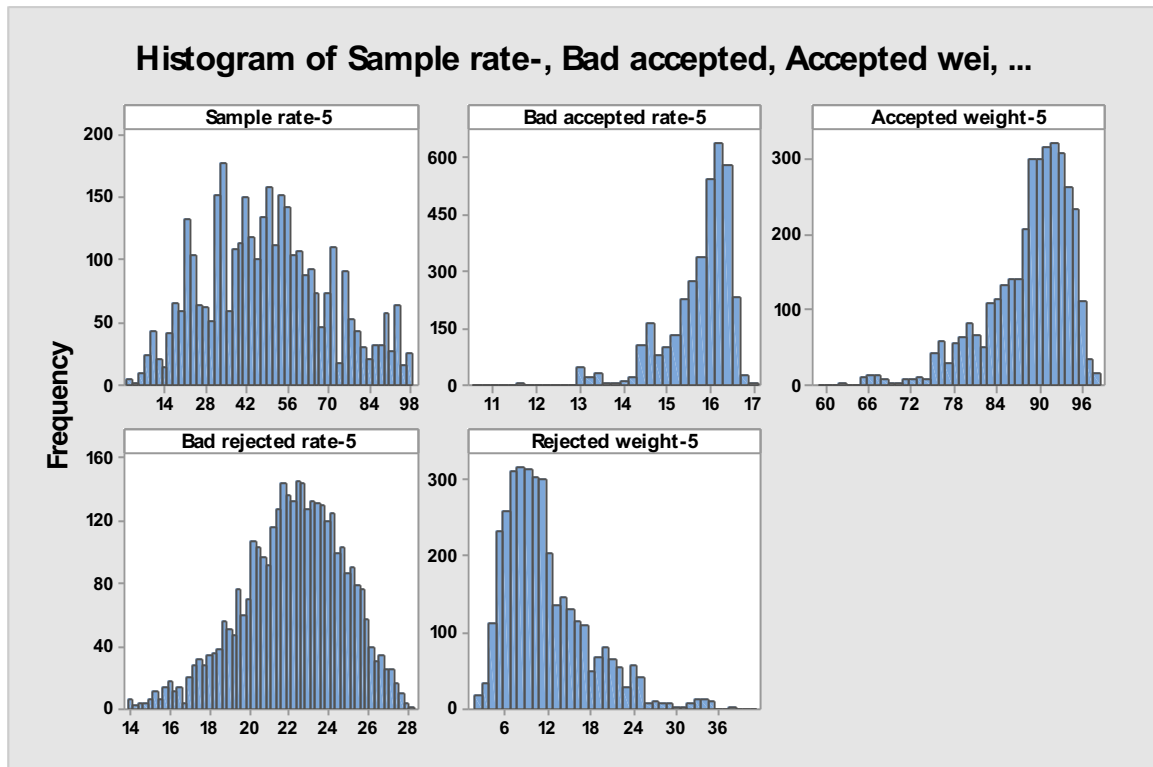 Histogram of Sample rate-, Bad accepted, Accepted wei, ...
Sample rate-5
Bad accepted rate-5
Accepted weight-5
200
150
100
50
0
14 28 42 56 70 84 98
600
450
300
150
0
11 12 13 14 15 16 17
300
200
100
0
60 66 72 78 84 90 96
Frequency
Bad rejected rate-5
Rejected weight-5
160
120
80
40
0
14 16 18 20 22 24 26 28
300
200
100
0
6 12 18 24 30 36